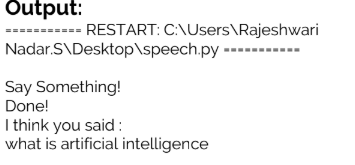 Output:
=========== RESTART: C:\Users\Rajeshwari
Nadar.S\Desktop\speech.py ===========
Say Something!
Done!
I think you said :
what is artificial intelligence